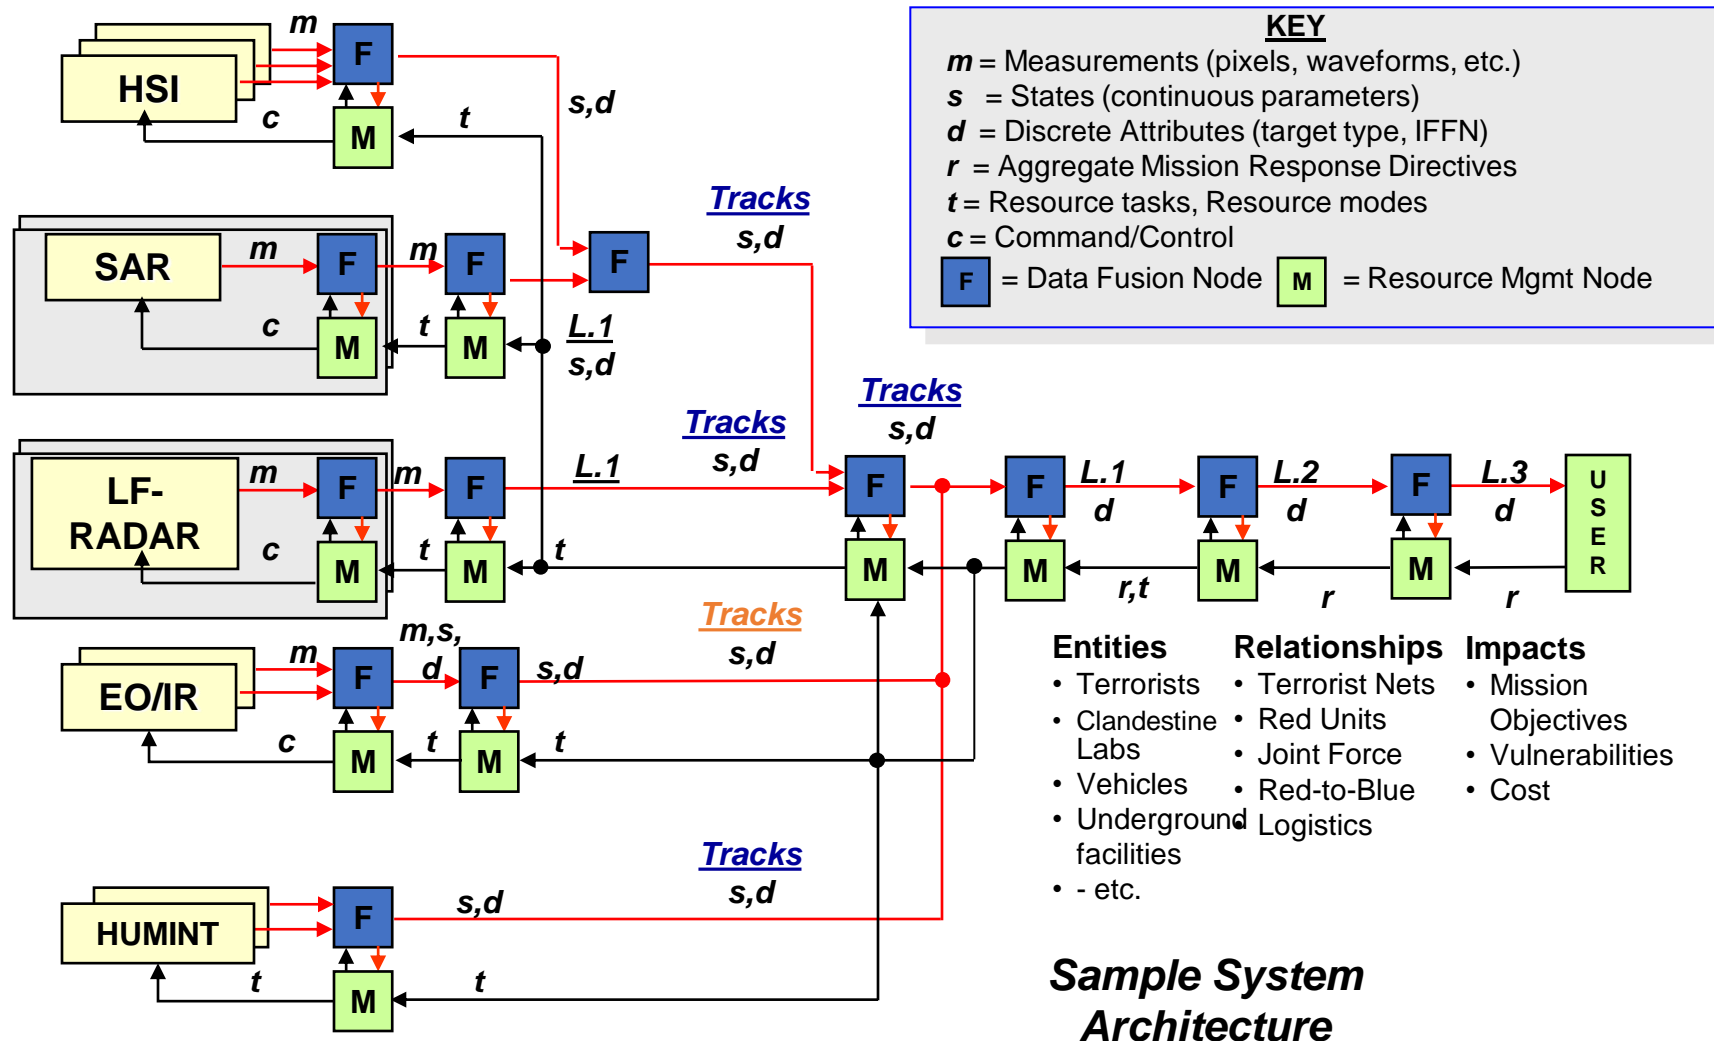 KEY
m = Measurements (pixels, waveforms, etc.)
s = States (continuous parameters)
d = Discrete Attributes (target type, IFFN)
r = Aggregate Mission Response Directives
t = Resource tasks, Resource modes
c = Command/Control
F = Data Fusion Node M = Resource Mgmt Node
m
F
HSI
s,d
c
M
t
Tracks
s,d
SAR
m
F
m
F
F
c
M
t
M
L.1
s,d
Tracks
s,d
Tracks
s,d
LF-
RADAR
m
F
m
F
L.1
F
F
L.1
d
F
L.2
d
F
L.3
d
U
S
E
R
c
M
t
M
t
M
M
r,t
M
r
M
r
Tracks
s,d
EO/IR
m
F
m,s,
d
F
s,d
c
M
t
M
t
Entities
• Terrorists
• Clandestine
Labs
• Vehicles
• Underground
facilities
• - etc.
Relationships
• Terrorist Nets
• Red Units
• Joint Force
• Red-to-Blue
• Logistics
Impacts
• Mission
Objectives
• Vulnerabilities
• Cost
Tracks
s,d
HUMINT
F
s,d
t
M
t
Sample System
Architecture